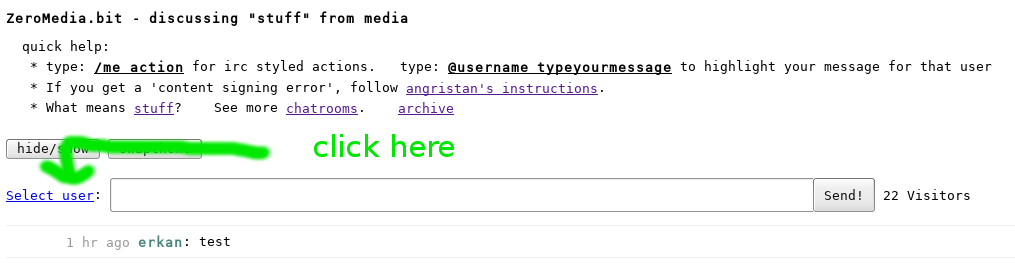 ZeroMedia.bit - discussing "stuff" from media
quick help:
* type: /me action for irc styled actions. type: @username typeyourmessage to highlight your message for that user
* If you get a 'content signing error', follow angristan's instructions.
* What means stuff? See more chatrooms. archive
hide/show
click here
Select user: Send! 22 Visitors
1 hr ago erkan: test